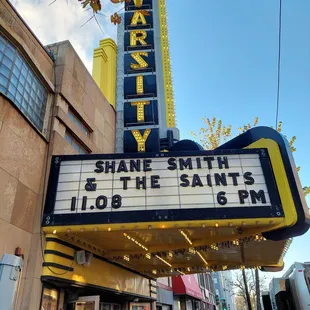 VARSITY
SHANE SMITH
& THE SAINTS
11.08 6 PM